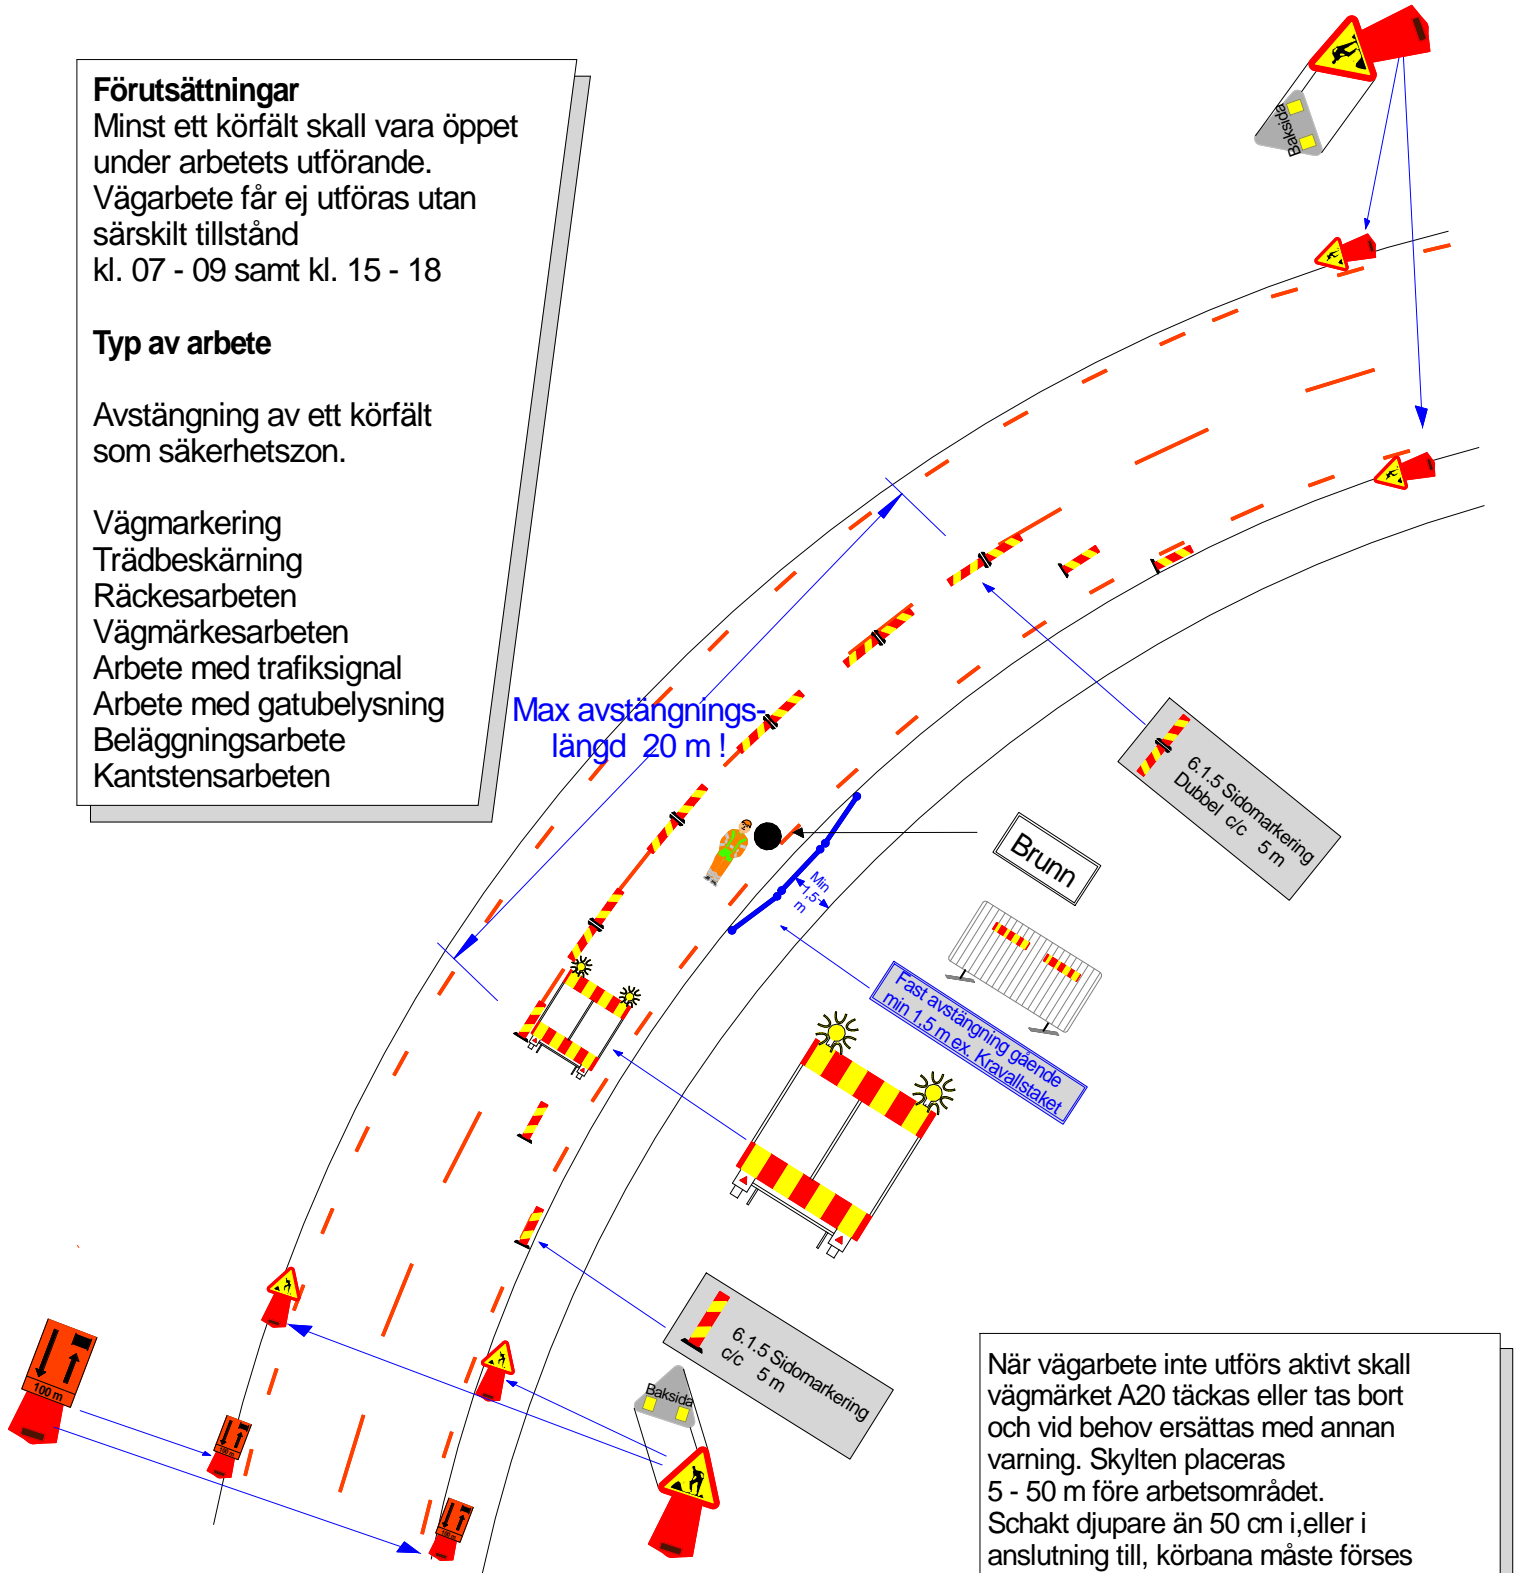 Förutsättningar
Minst ett körfält skall vara öppet
under arbetets utförande.
Vägarbete får ej utföras utan
särskilt tillstånd
kl. 07 - 09 samt kl. 15 - 18
Typ av arbete
Avstängning av ett körfält
som säkerhetszon.
Vägmarkering
Trädbeskärning
Räckesarbeten
Vägmärkesarbeten
Arbete med trafiksignal
Arbete med gatubelysning
Beläggningsarbete
Kantstensarbeten
Baksida
Max avstängnings-
längd 20 m !
6.1.5 Sidomarkering
Dubbel c/c 5 m
Brunn
Min
1,5
m
Fast avstängning gående
min 1,5 m ex. Kravallstaket
6.1.5 Sidomarkering
c/c 5 m
Baksida
100 m
100 m
100 m
När vägarbete inte utförs aktivt skall
vägmärket A20 täckas eller tas bort
och vid behov ersättas med annan
varning. Skylten placeras
5 - 50 m före arbetsområdet.
Schakt djupare än 50 cm i,eller i
anslutning till, körbana måste förses